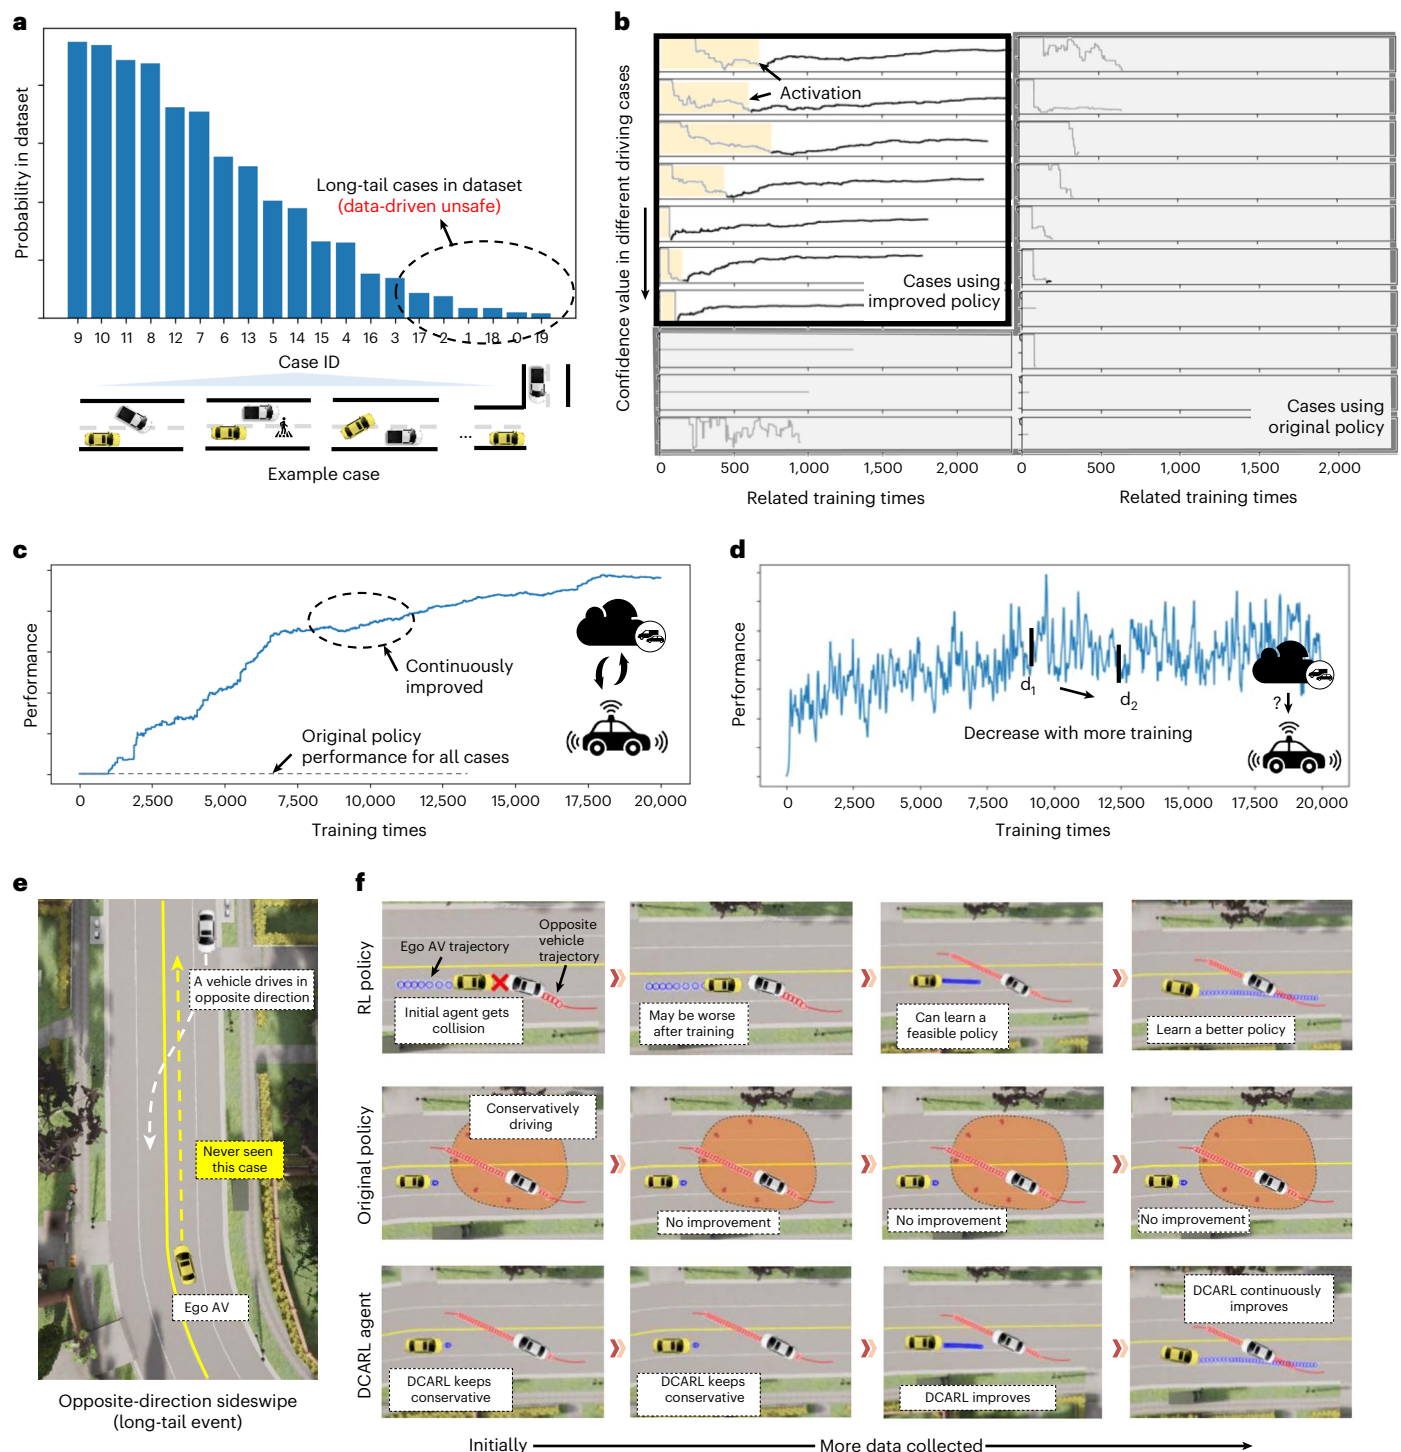 a
Probability in dataset
Long-tail cases in dataset
(data-driven unsafe)
9 10 11 8 12 7 6 13 5 14 15 4 16 3 17 2 1 18 0 19
Case ID
...
Example case
b
Confidence value in different driving cases
Activation
Cases using
improved policy
Cases using
original policy
0 500 1,000 1,500 2,000
0 500 1,000 1,500 2,000
Related training times
Related training times
c
Performance
Continuously
improved
Original policy
performance for all cases
0 2,500 5,000 7,500 10,000 12,500 15,000 17,500 20,000
Training times
d
Performance
d1
d2
Decrease with more training
?
0 2,500 5,000 7,500 10,000 12,500 15,000 17,500 20,000
Training times
e
A vehicle drives in
opposite direction
Never seen
this case
Ego AV
Opposite-direction sideswipe
(long-tail event)
f
RL policy
Ego AV trajectory
Opposite
vehicle
trajectory
Initial agent gets
collision
May be worse
after training
Can learn a
feasible policy
Learn a better policy
Original policy
Conservatively
driving
No improvement
No improvement
No improvement
DCARL agent
DCARL keeps
conservative
DCARL keeps
conservative
DCARL improves
DCARL continuously
improves
Initially
More data collected